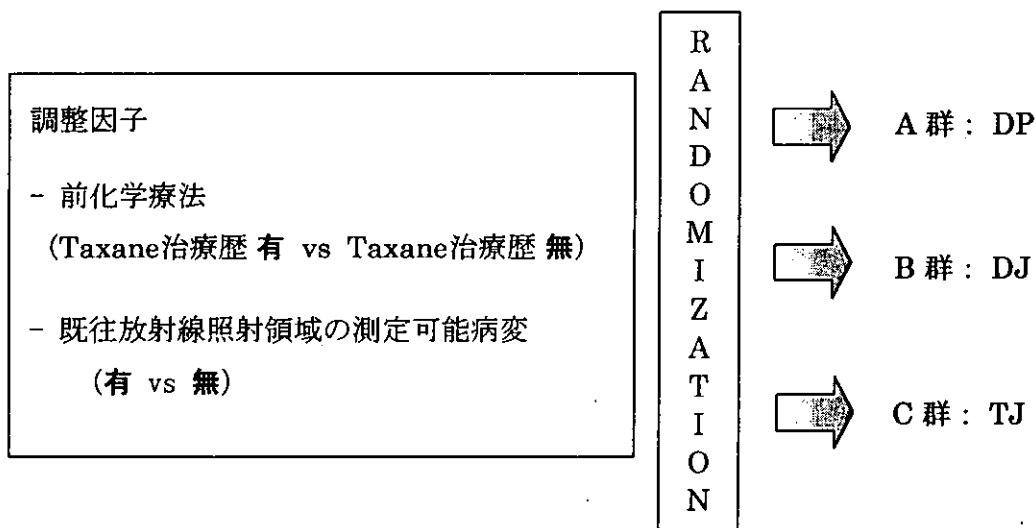 調整因子
- 前化学療法
(Taxane治療歴 有 vs Taxane治療歴 無)
- 既往放射線照射領域の測定可能病変
(有 vs 無)
RANDOMIZATION
A 群: DP
B 群: DJ
C 群: TJ